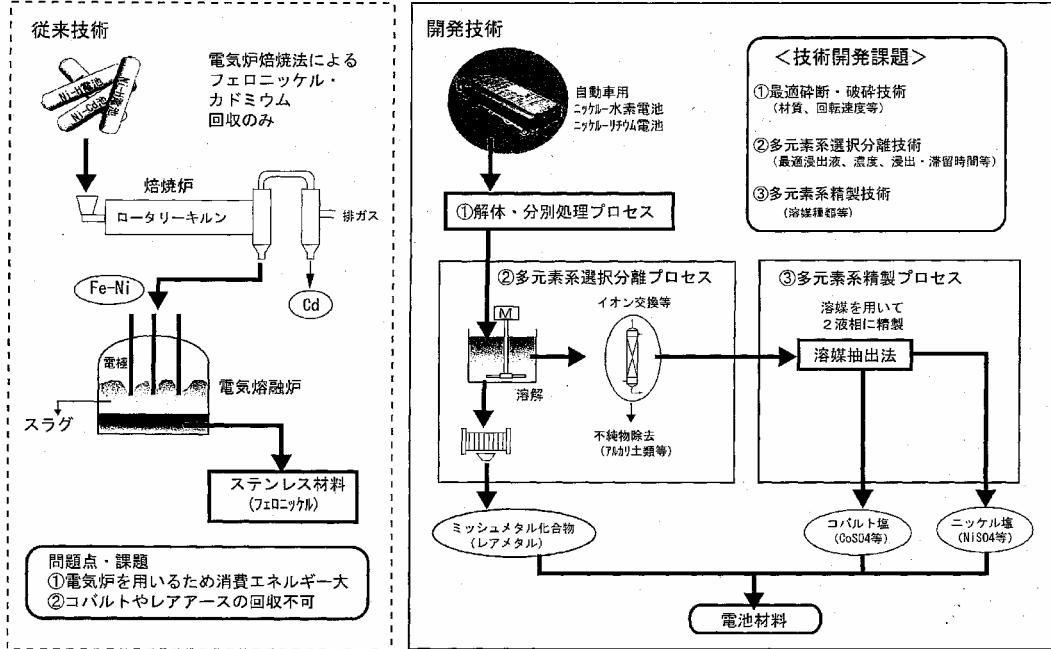 従来技術
Ni-H電池
Ni-Cd電池
Ni-H電池
電気炉焙焼法による
フェロニッケル・
カドミウム
回収のみ
焙焼炉
ロータリーキルン
排ガス
Fe-Ni
Cd
電極
電気熔融炉
スラグ
ステンレス材料
(フェロニッケル)
問題点・課題
①電気炉を用いるため消費エネルギー大
②コバルトやレアアースの回収不可
開発技術
自動車用
ニッケルー水素電池
ニッケルーリチウム電池
＜技術開発課題＞
①最適砕断・破砕技術
(材質、回転速度等)
②多元素系選択分離技術
(最適浸出液、濃度、浸出・滞留時間等)
③多元素系精製技術
(溶媒種類等)
①解体・分別処理プロセス
②多元素系選択分離プロセス
M
溶解
イオン交換等
不純物除去
(アルカリ土類等)
③多元素系精製プロセス
溶媒を用いて
２液相に精製
溶媒抽出法
ミッシュメタル化合物
(レアメタル)
コバルト塩
(CoSO4等)
ニッケル塩
(NiSO4等)
電池材料